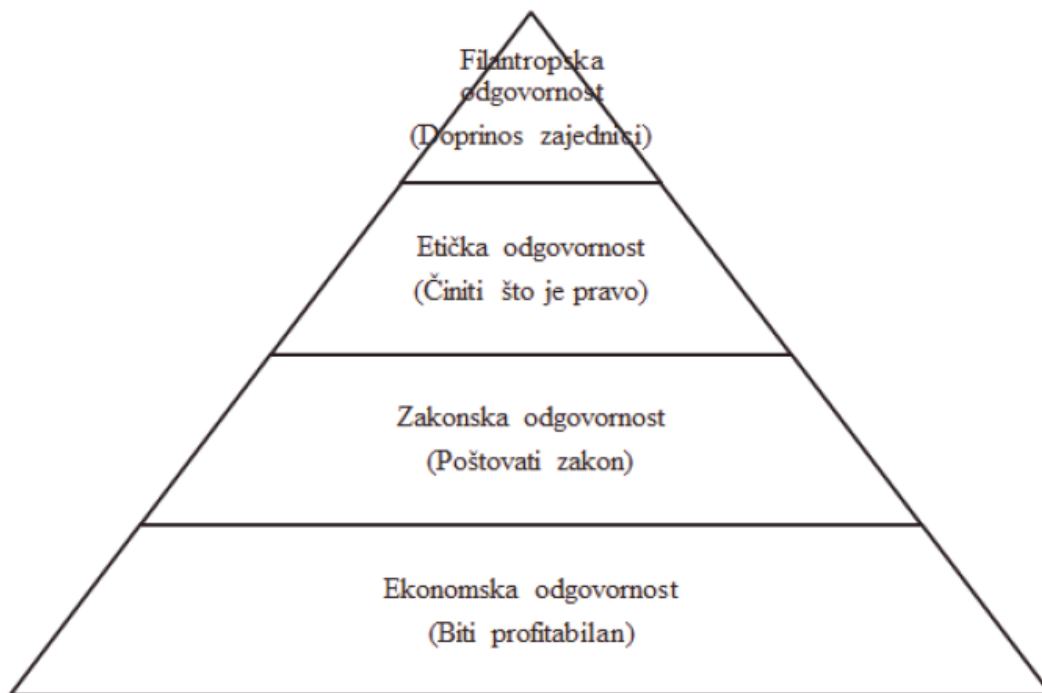 Filantropska
odgovornost
(Doprinos zajednici)
Etička odgovornost
(Činiti što je pravo)
Zakonska odgovornost
(Poštovati zakon)
Ekonomska odgovornost
(Biti profitabilan)